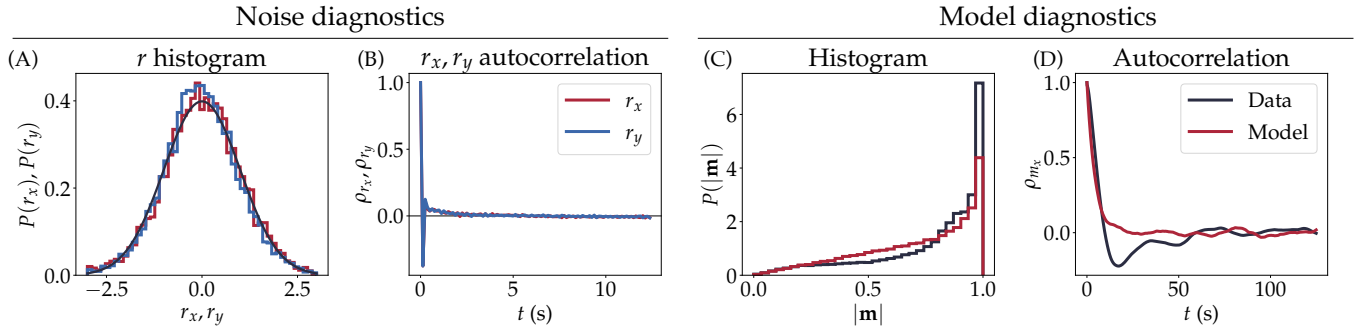 Noise diagnostics
Model diagnostics
(A)
r histogram
P(r_x), P(r_y)
0.4
0.2
0.0
−2.5
0.0
2.5
r_x, r_y
(B)
r_x, r_y autocorrelation
ρ_{r_x}, ρ_{r_y}
1.0
0.5
0.0
r_x
r_y
0
5
10
t (s)
(C)
Histogram
P(|m|)
6
4
2
0
0.0
0.5
1.0
|m|
(D)
Autocorrelation
ρ_{m_x}
1.0
0.5
0.0
Data
Model
0
50
100
t (s)